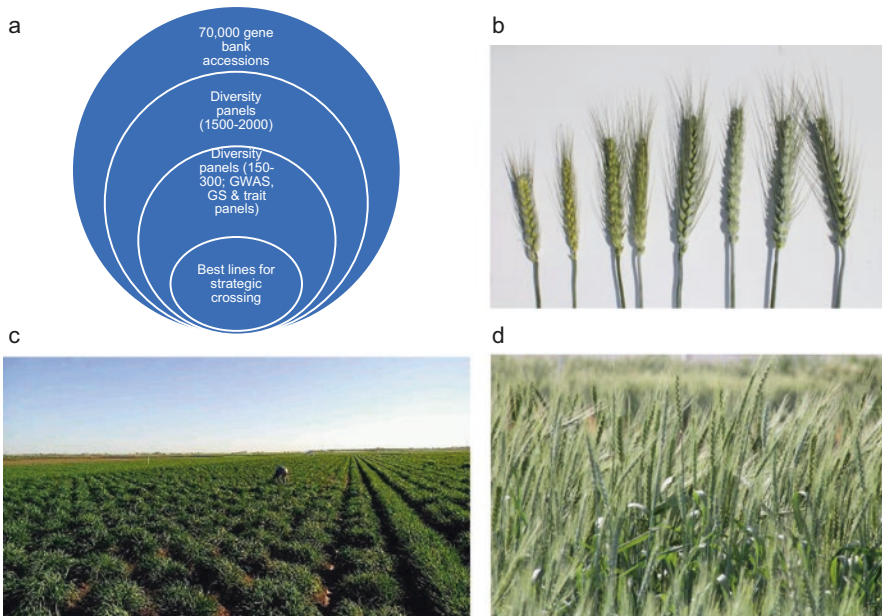 a
70,000 gene
bank
accessions
Diversity
panels
(1500-2000)
Diversity
panels (150-
300; GWAS,
GS & trait
panels)
Best lines for
strategic
crossing
b
c
d